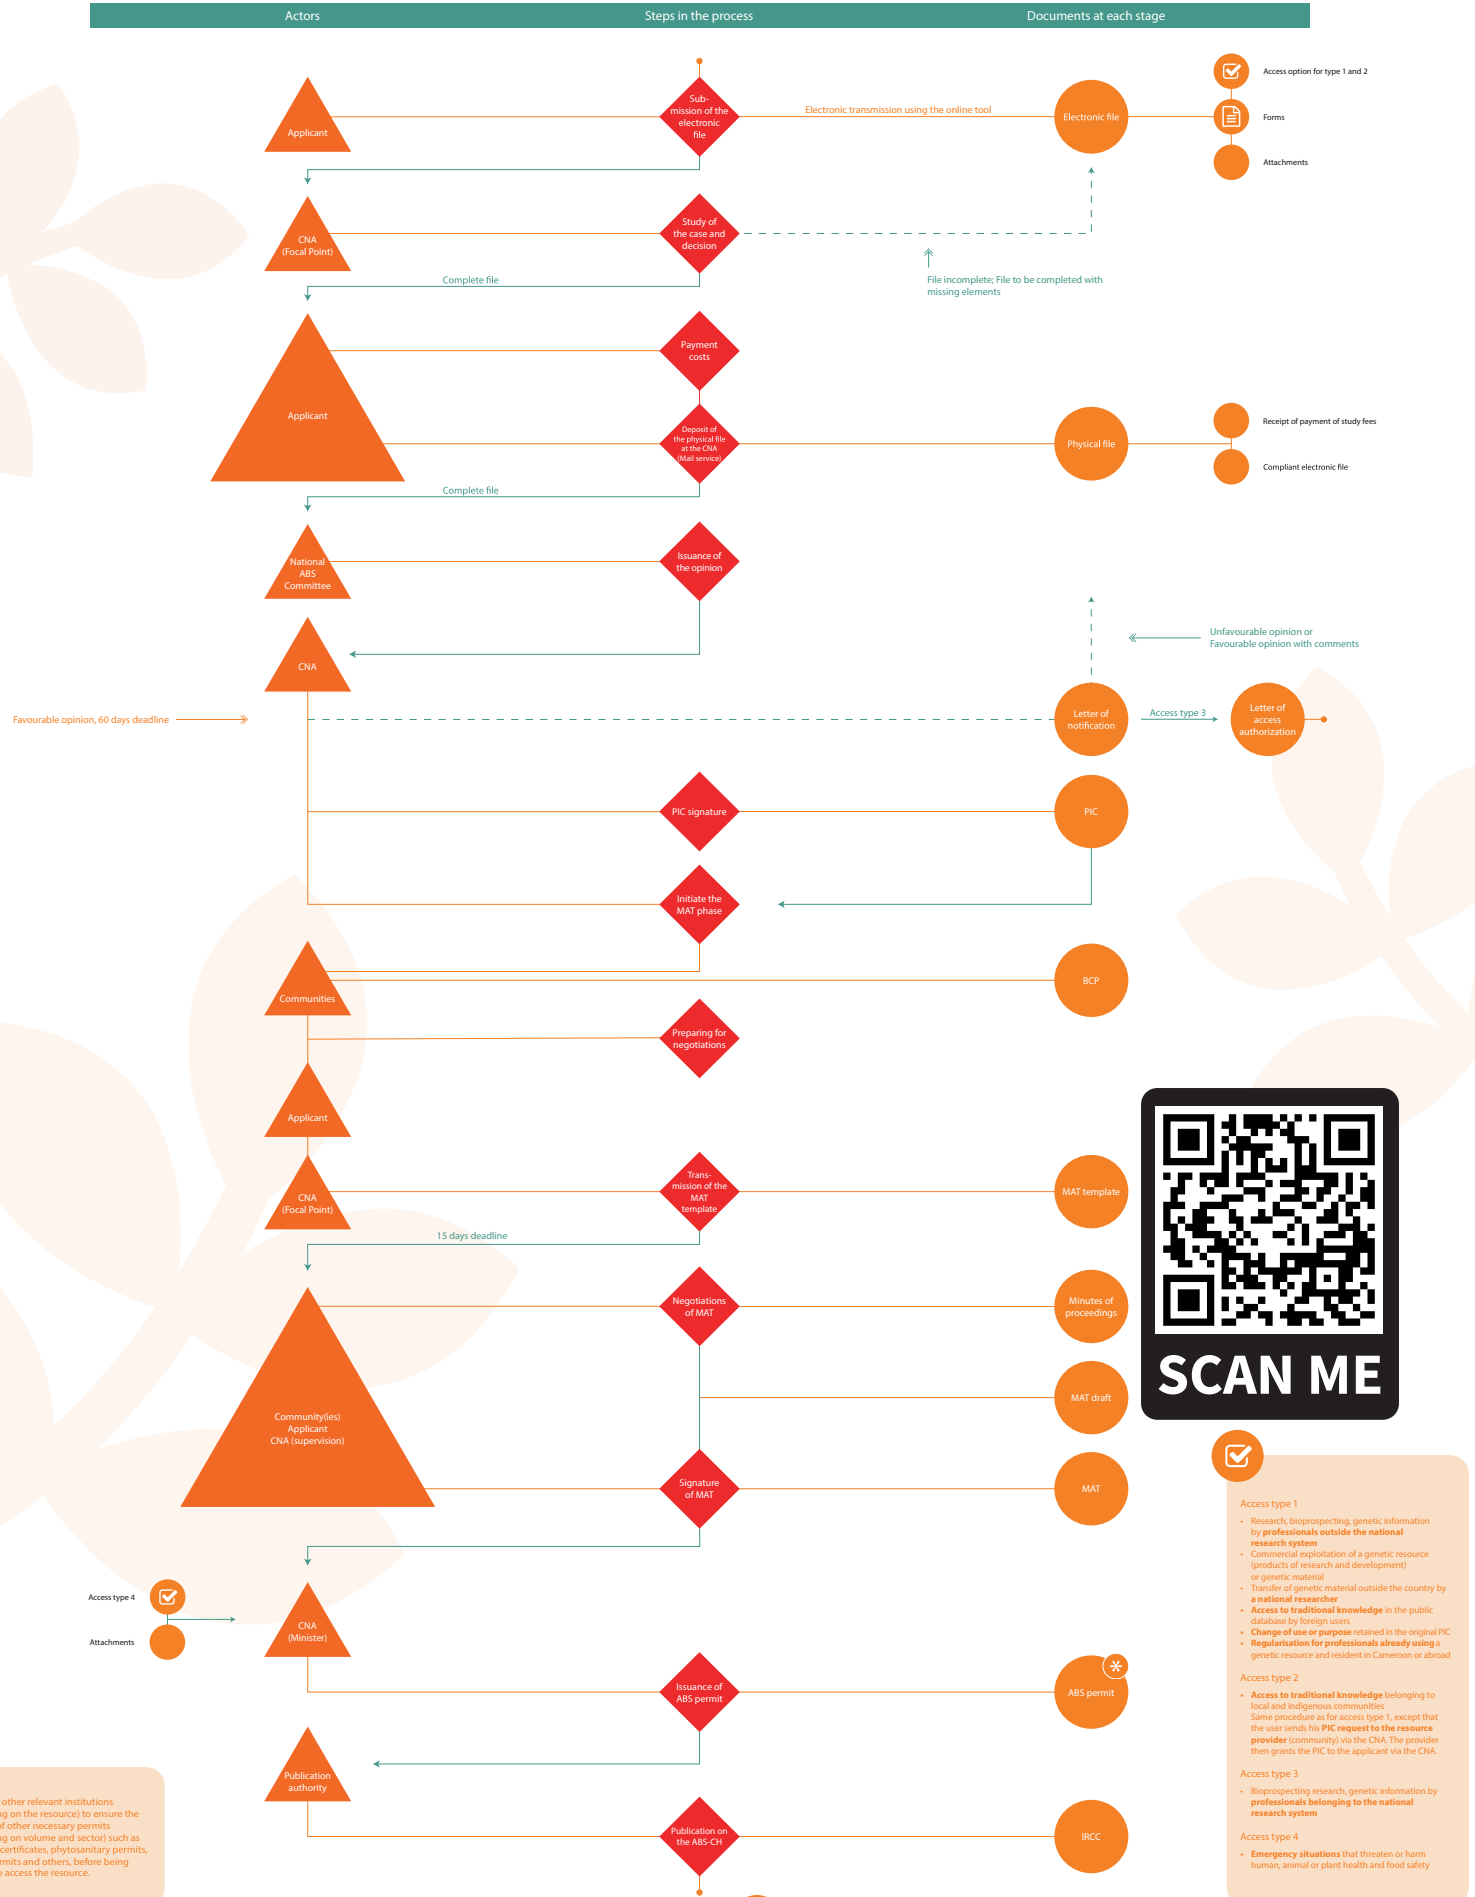 Actors
Steps in the process
Documents at each stage
Applicant
Sub-
mission of the
electronic
file
Electronic transmission using the online tool
Electronic file
Access option for type 1 and 2
Forms
Attachments
CNA
(Focal Point)
Study of
the case and
decision
File incomplete; File to be completed with
missing elements
Complete file
Applicant
Payment
costs
Deposit of
the physical file
at the CNA
(Mail service)
Physical file
Receipt of payment of study fees
Compliant electronic file
Complete file
National
ABS
Committee
Issuance of
the opinion
Unfavourable opinion or
Favourable opinion with comments
CNA
Favourable opinion, 60 days deadline
Letter of
notification
Access type 3
Letter of
access
authorization
PIC signature
PIC
Initiate the
MAT phase
Communities
BCP
Preparing for
negotiations
Applicant
CNA
(Focal Point)
Trans-
mission of the
MAT
template
MAT template
15 days deadline
Negotiations
of MAT
Minutes of
proceedings
SCAN ME
MAT draft
Community(ies)
Applicant
CNA (supervision)
Signature
of MAT
MAT
Access type 4
Attachments
CNA
(Minister)
Issuance of
ABS permit
ABS permit
Publication
authority
Publication on
the ABS-CH
IRCC
other relevant institutions
on the resource) to ensure the
other necessary permits
on volume and sector) such as
certificates, phytosanitary permits,
and others, before being
access the resource.
Access type 1
• Research, bioprospecting, genetic information
by professionals outside the national
research system
• Commercial exploitation of a genetic resource
(products of research and development)
or genetic material
• Transfer of genetic material outside the country by
a national researcher
• Access to traditional knowledge in the public
database by foreign users
• Change of use or purpose retained in the original PIC
• Regularisation for professionals already using a
genetic resource and resident in Cameroon or abroad
Access type 2
• Access to traditional knowledge belonging to
local and indigenous communities
Same procedure as for access type 1, except that
the user sends his PIC request to the resource
provider (community) via the CNA. The provider
then grants the PIC to the applicant via the CNA.
Access type 3
• Bioprospecting research, genetic information by
professionals belonging to the national
research system
Access type 4
• Emergency situations that threaten or harm
human, animal or plant health and food safety